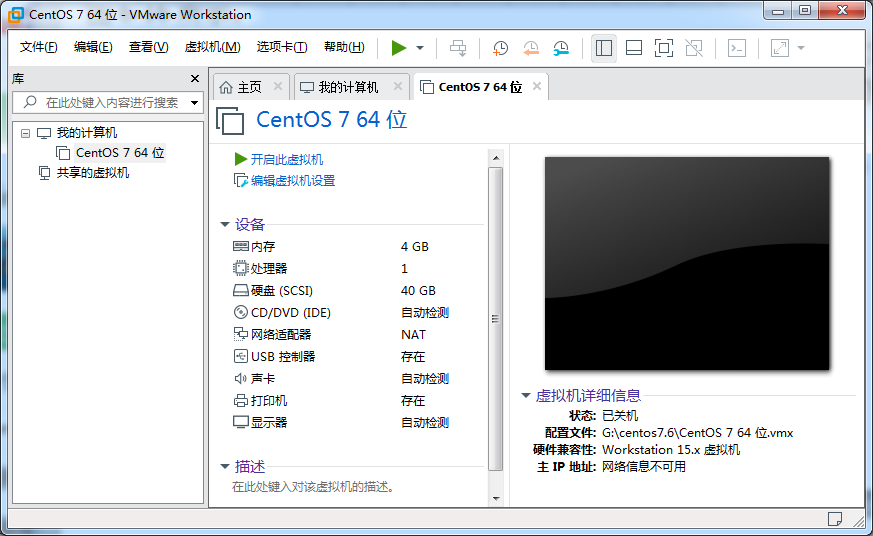 CentOS 7 64 位 - VMware Workstation
文件(F) 编辑(E) 查看(V) 虚拟机(M) 选项卡(T) 帮助(H)
库
在此处键入内容进行搜索
我的计算机
CentOS 7 64 位
共享的虚拟机
主页 我的计算机 CentOS 7 64 位
CentOS 7 64 位
开启此虚拟机
编辑虚拟机设置
设备
内存 4 GB
处理器 1
硬盘 (SCSI) 40 GB
CD/DVD (IDE) 自动检测
网络适配器 NAT
USB 控制器 存在
声卡 自动检测
打印机 存在
显示器 自动检测
描述
在此处键入对该虚拟机的描述。
虚拟机详细信息
状态: 已关机
配置文件: G:\centos7.6\CentOS 7 64 位.vmx
硬件兼容性: Workstation 15.x 虚拟机
主 IP 地址: 网络信息不可用